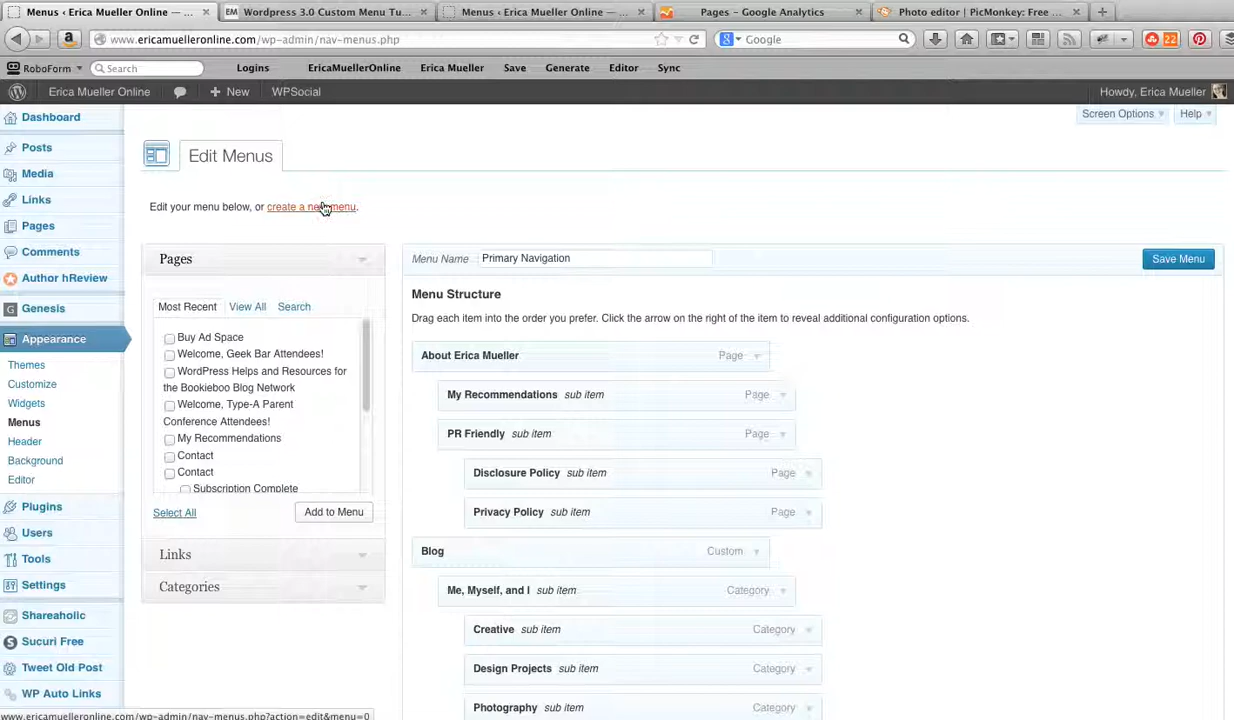 Menus ‹ Erica Mueller Online — ...
EM Wordpress 3.0 Custom Menu Tu...
Menus ‹ Erica Mueller Online — ...
Pages - Google Analytics
Photo editor | PicMonkey: Free ...
www.ericamuelleronline.com/wp-admin/nav-menus.php
Google
22
RoboForm
Search
Logins
EricaMuellerOnline
Erica Mueller
Save
Generate
Editor
Sync
Erica Mueller Online
New
WPSocial
Howdy, Erica Mueller
Screen Options
Help
Dashboard
Posts
Media
Links
Pages
Comments
Author hReview
Genesis
Appearance
Themes
Customize
Widgets
Menus
Header
Background
Editor
Plugins
Users
Tools
Settings
Shareaholic
Sucuri Free
Tweet Old Post
WP Auto Links
Edit Menus
Edit your menu below, or create a new menu.
Pages
Most Recent
View All
Search
Buy Ad Space
Welcome, Geek Bar Attendees!
WordPress Helps and Resources for
the Bookieboo Blog Network
Welcome, Type-A Parent
Conference Attendees!
My Recommendations
Contact
Contact
Subscription Complete
Select All
Add to Menu
Links
Categories
Menu Name
Primary Navigation
Save Menu
Menu Structure
Drag each item into the order you prefer. Click the arrow on the right of the item to reveal additional configuration options.
About Erica Mueller Page
My Recommendations sub item Page
PR Friendly sub item Page
Disclosure Policy sub item Page
Privacy Policy sub item Page
Blog Custom
Me, Myself, and I sub item Category
Creative sub item Category
Design Projects sub item Category
Photography sub item Category
www.ericamuelleronline.com/wp-admin/nav-menus.php?action=edit&menu=0